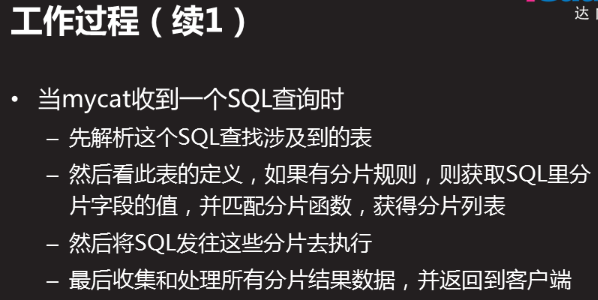 工作过程（续1）
达
• 当mycat收到一个SQL查询时
– 先解析这个SQL查找涉及到的表
– 然后看此表的定义，如果有分片规则，则获取SQL里分
片字段的值，并匹配分片函数，获得分片列表
– 然后将SQL发往这些分片去执行
– 最后收集和处理所有分片结果数据，并返回到客户端